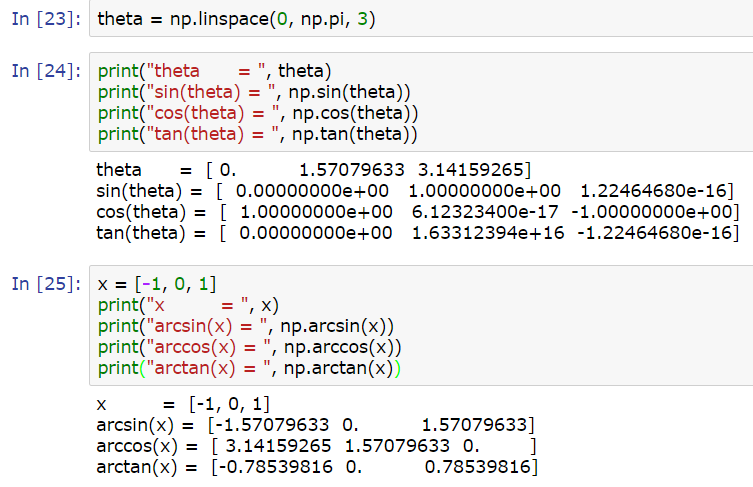 In [23]: theta = np.linspace(0, np.pi, 3)
In [24]: print("theta      = ", theta)
print("sin(theta) = ", np.sin(theta))
print("cos(theta) = ", np.cos(theta))
print("tan(theta) = ", np.tan(theta))
theta      =  [ 0.          1.57079633  3.14159265]
sin(theta) =  [  0.00000000e+00   1.00000000e+00   1.22464680e-16]
cos(theta) =  [  1.00000000e+00   6.12323400e-17  -1.00000000e+00]
tan(theta) =  [  0.00000000e+00   1.63312394e+16  -1.22464680e-16]
In [25]: x = [-1, 0, 1]
print("x         = ", x)
print("arcsin(x) = ", np.arcsin(x))
print("arccos(x) = ", np.arccos(x))
print("arctan(x) = ", np.arctan(x))
x         =  [-1, 0, 1]
arcsin(x) =  [-1.57079633  0.          1.57079633]
arccos(x) =  [ 3.14159265  1.57079633  0.        ]
arctan(x) =  [-0.78539816  0.          0.78539816]